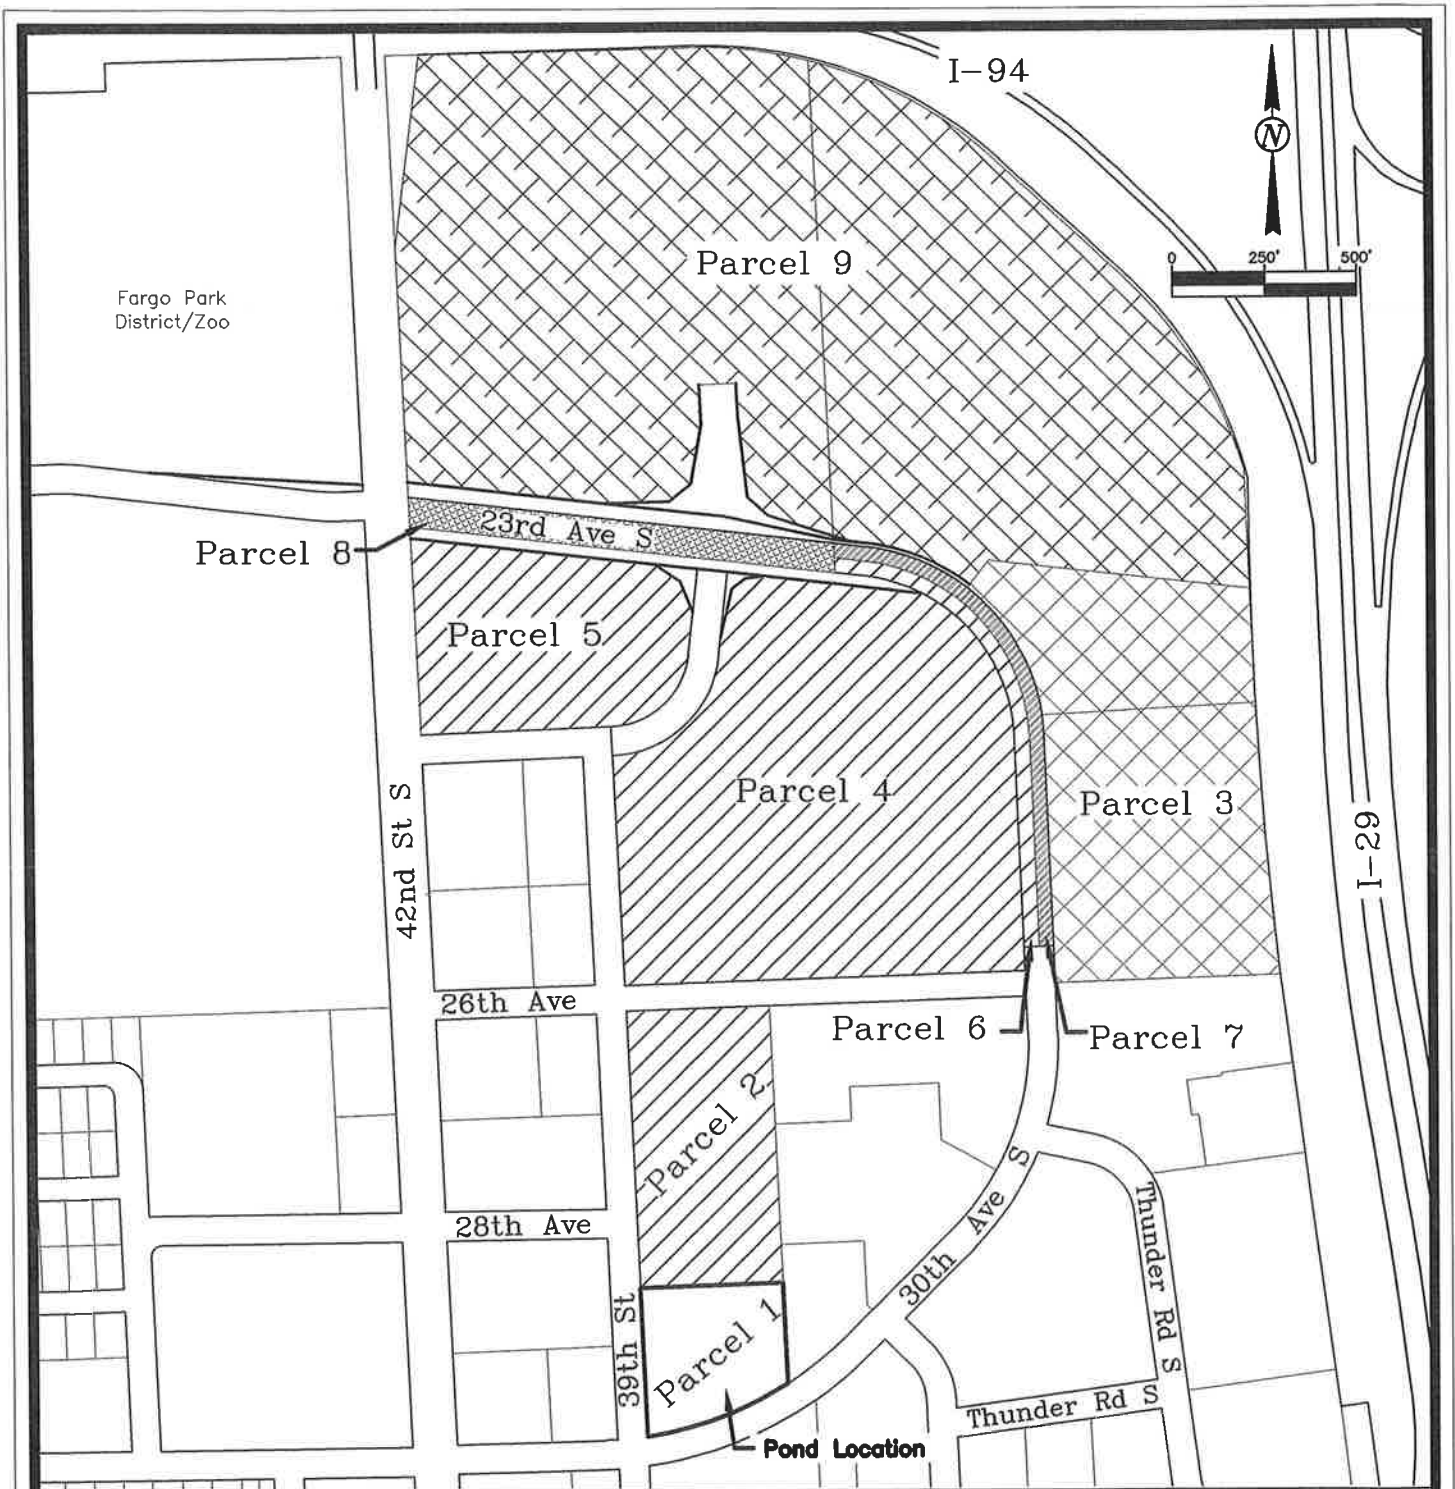 I-94
N
0 250' 500'
Parcel 9
Fargo Park
District/Zoo
23rd Ave S
Parcel 8
Parcel 5
Parcel 4
Parcel 3
42nd St S
I-29
26th Ave
Parcel 6
Parcel 7
Parcel 2
30th Ave S
28th Ave
Thunder Rd S
39th St
Parcel 1
Thunder Rd S
Pond Location